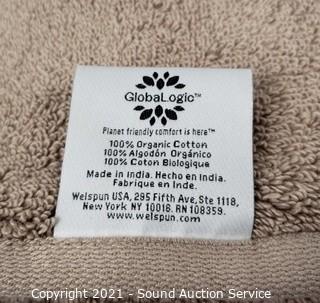 GlobaLogic™
Planet friendly comfort is here™
100% Organic Cotton
100% Algodón Orgánico
100% Coton Biologique
Made in India. Hecho en India.
Fabrique en Inde.
Welspun USA, 295 Fifth Ave, Ste 1118,
New York NY 10016. RN 108359.
www.welspun.com
Copyright 2021 - Sound Auction Service